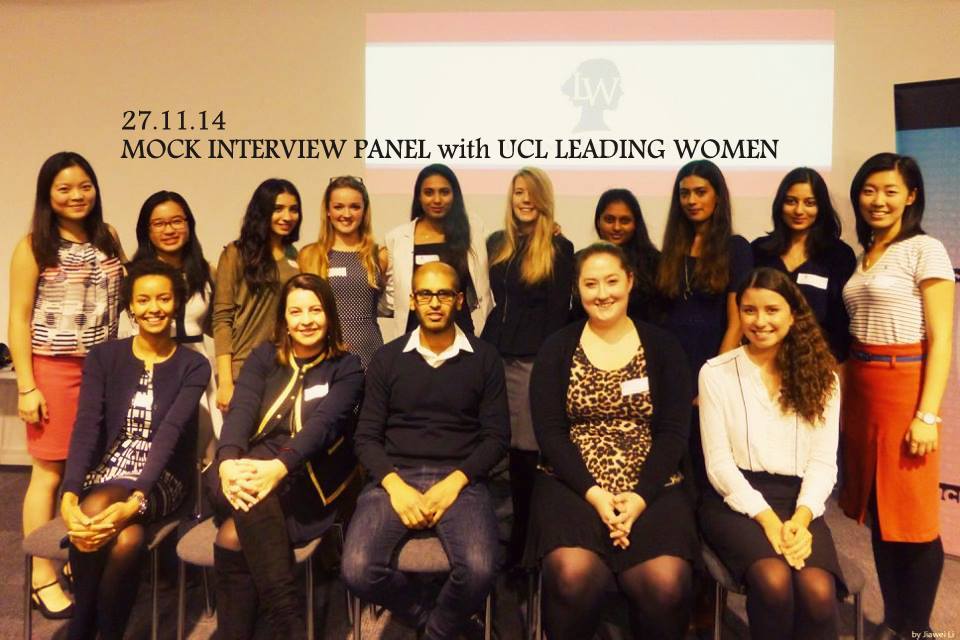 LW
27.11.14
MOCK INTERVIEW PANEL with UCL LEADING WOMEN
by Jiawei Li